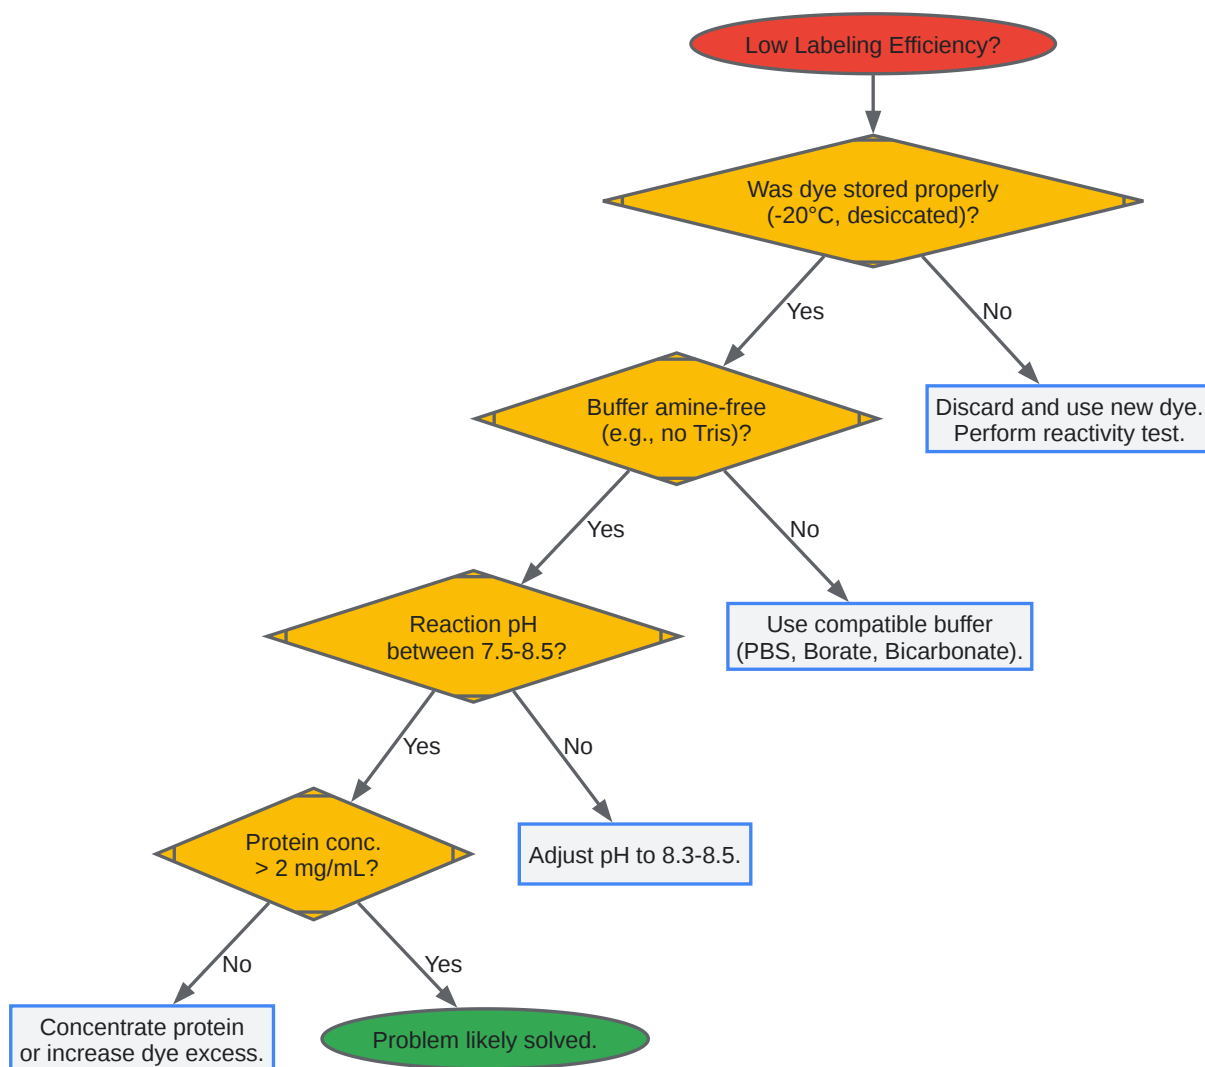 Low Labeling Efficiency?
Was dye stored properly
(-20°C, desiccated)?
Yes
No
Buffer amine-free
(e.g., no Tris)?
Discard and use new dye.
Perform reactivity test.
Yes
No
Reaction pH
between 7.5-8.5?
Use compatible buffer
(PBS, Borate, Bicarbonate).
Yes
No
Protein conc.
> 2 mg/mL?
Adjust pH to 8.3-8.5.
No
Yes
Concentrate protein
or increase dye excess.
Problem likely solved.